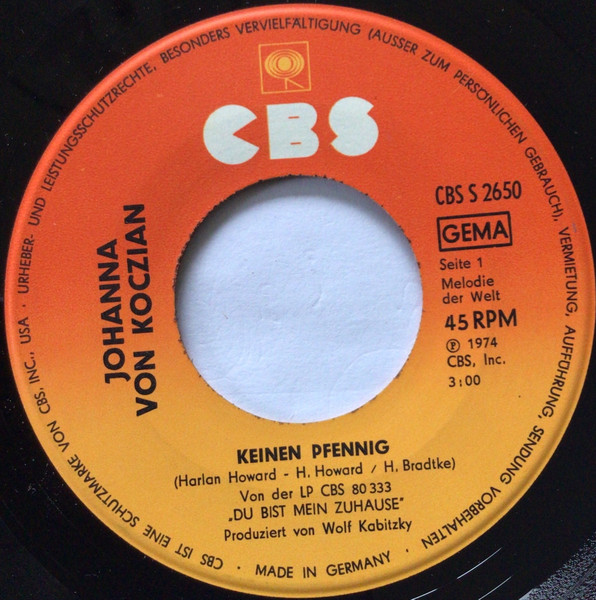 CBS
JOHANNA
VON KOCZIAN
CBS S 2650
GEMA
Seite 1
Melodie
der Welt
45 RPM
Ⓟ 1974
CBS, Inc.
3:00
KEINEN PFENNIG
(Harlan Howard - H. Howard / H. Bradtke)
Von der LP CBS 80 333
„DU BIST MEIN ZUHAUSE"
Produziert von Wolf Kabitzky
CBS IST EINE SCHUTZMARKE VON CBS, INC., USA · URHEBER- UND LEISTUNGSSCHUTZRECHTE, BESONDERS VERVIELFÄLTIGUNG (AUSSER ZUM PERSÖNLICHEN GEBRAUCH), VERMIETUNG, AUFFÜHRUNG, SENDUNG VORBEHALTEN · MADE IN GERMANY ·